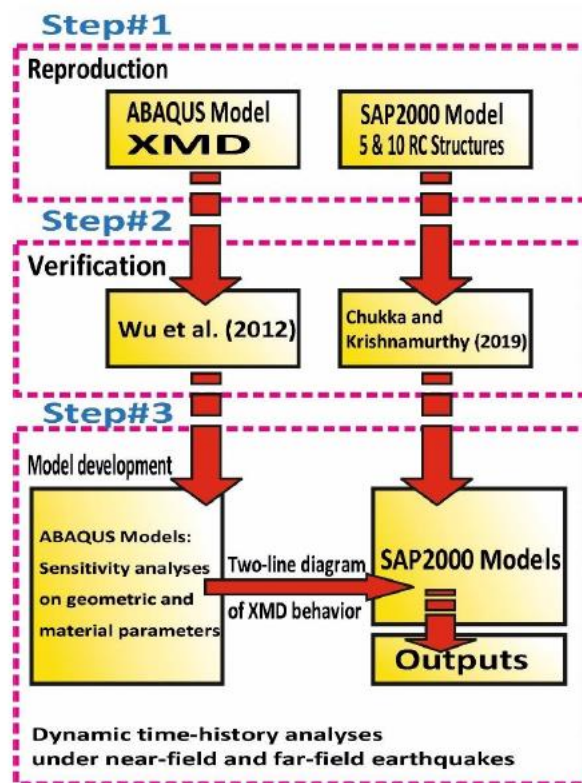 Step#1
Reproduction
ABAQUS Model
XMD
SAP2000 Model
5 & 10 RC Structures
Step#2
Verification
Wu et al. (2012)
Chukka and
Krishnamurthy (2019)
Step#3
Model development
ABAQUS Models:
Sensitivity analyses
on geometric and
material parameters
Two-line diagram
of XMD behavior
SAP2000 Models
Outputs
Dynamic time-history analyses
under near-field and far-field earthquakes